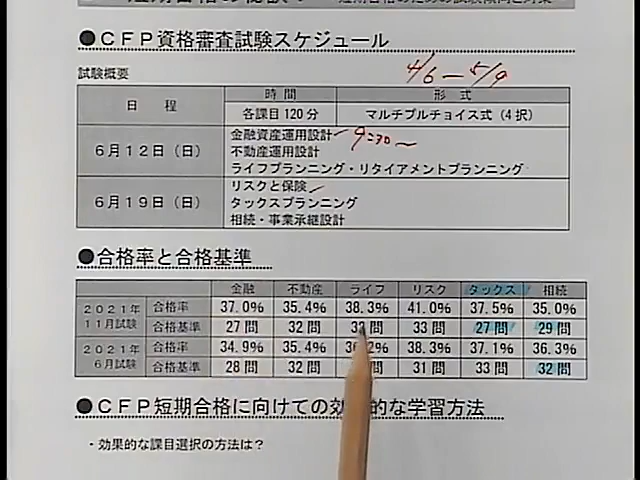 ●ＣＦＰ資格審査試験スケジュール
試験概要
4/6 — 5/9
日 程 時 間 形 式
各課目120分 マルチプルチョイス式（4択）
6月12日（日） 金融資産運用設計 9:30～
不動産運用設計
ライフプランニング・リタイアメントプランニング
6月19日（日） リスクと保険
タックスプランニング
相続・事業承継設計
●合格率と合格基準
金融 不動産 ライフ リスク タックス 相続
2021年11月試験 合格率 37.0% 35.4% 38.3% 41.0% 37.5% 35.0%
合格基準 27問 32問 問 33問 27問 29問
2021年6月試験 合格率 34.9% 35.4% 38.3% 37.1% 36.3%
合格基準 28問 32問 問 31問 33問 32問
●ＣＦＰ短期合格に向けての効 的な学習方法
・効果的な課目選択の方法は？